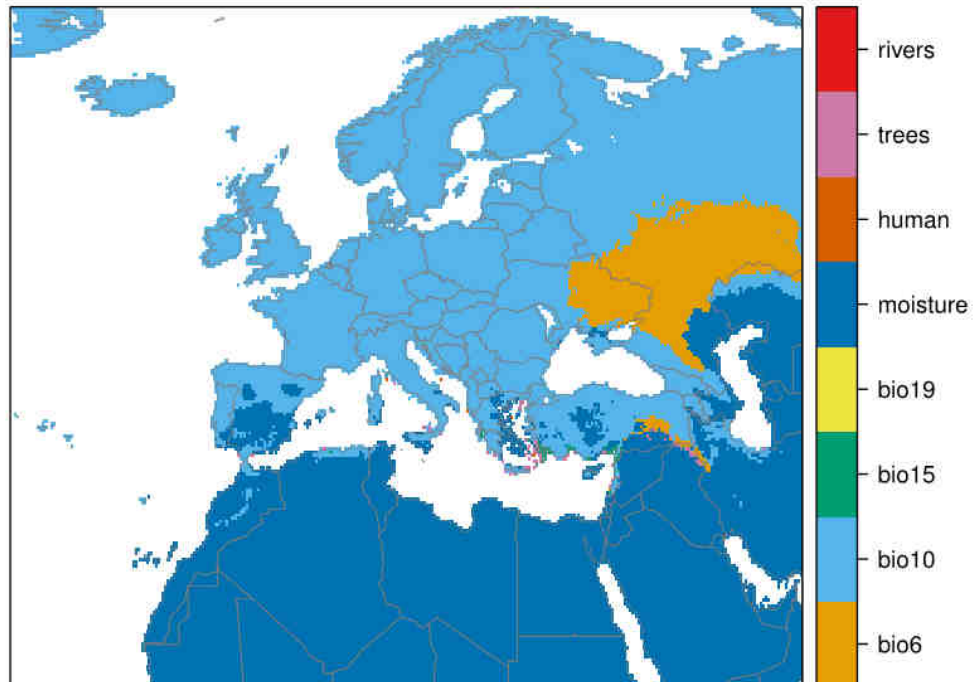 rivers
trees
human
moisture
bio19
bio15
bio10
bio6